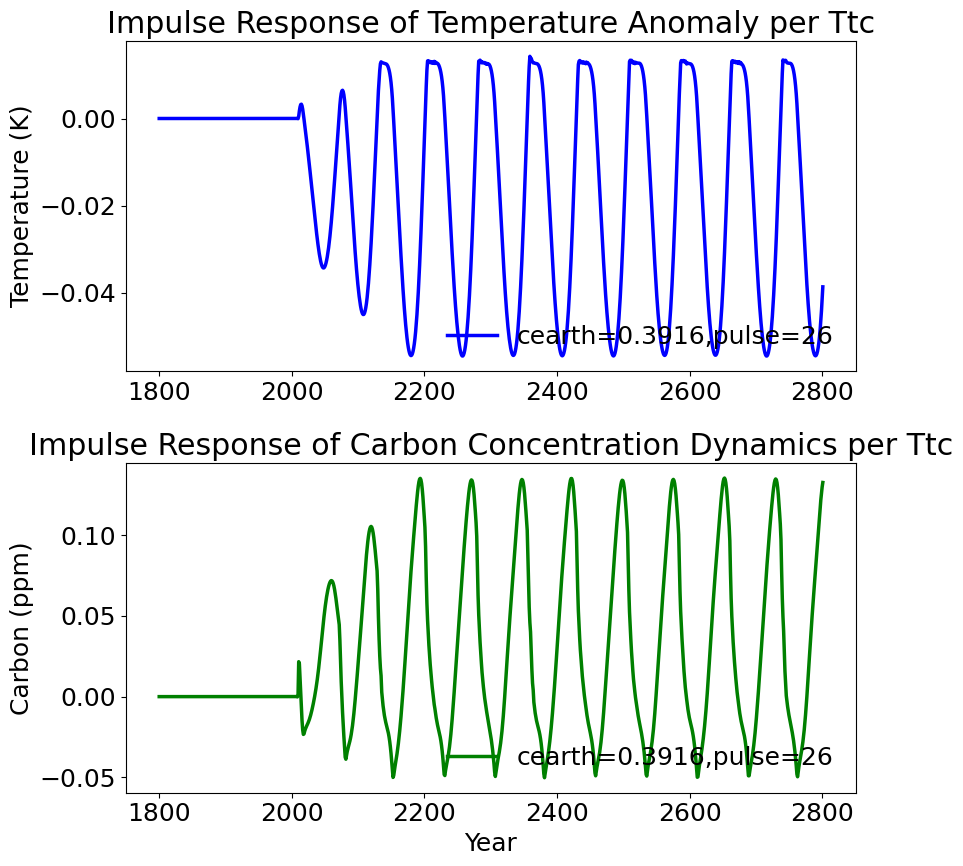 Impulse Response of Temperature Anomaly per Ttc
Temperature (K)
0.00
−0.02
−0.04
cearth=0.3916,pulse=26
1800 2000 2200 2400 2600 2800
Impulse Response of Carbon Concentration Dynamics per Ttc
Carbon (ppm)
0.10
0.05
0.00
−0.05
cearth=0.3916,pulse=26
1800 2000 2200 2400 2600 2800
Year